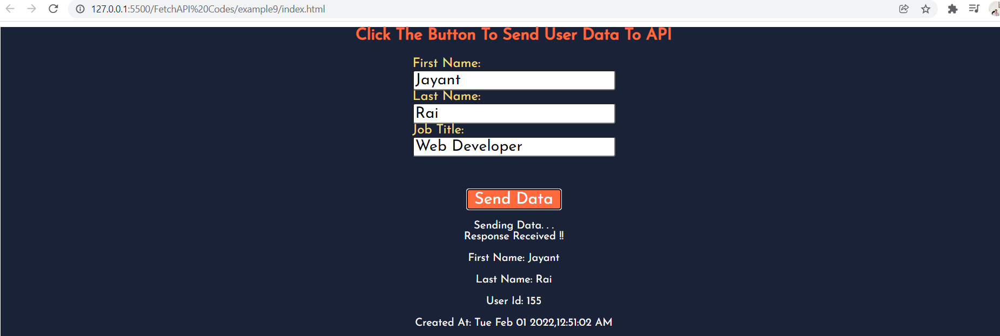 127.0.0.1:5500/FetchAPI%20Codes/example9/index.html
Click The Button To Send User Data To API
First Name:
Jayant
Last Name:
Rai
Job Title:
Web Developer
Send Data
Sending Data. . .
Response Received !!
First Name: Jayant
Last Name: Rai
User Id: 155
Created At: Tue Feb 01 2022,12:51:02 AM